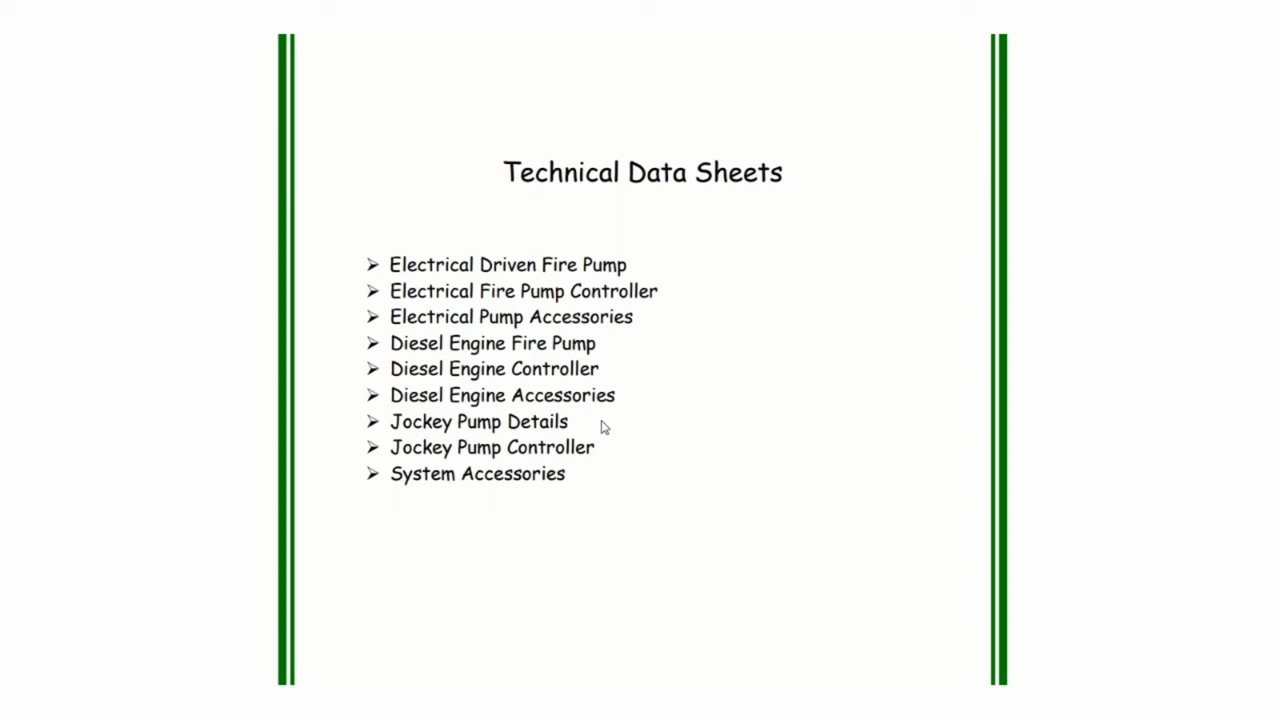 Technical Data Sheets
➢ Electrical Driven Fire Pump
➢ Electrical Fire Pump Controller
➢ Electrical Pump Accessories
➢ Diesel Engine Fire Pump
➢ Diesel Engine Controller
➢ Diesel Engine Accessories
➢ Jockey Pump Details
➢ Jockey Pump Controller
➢ System Accessories